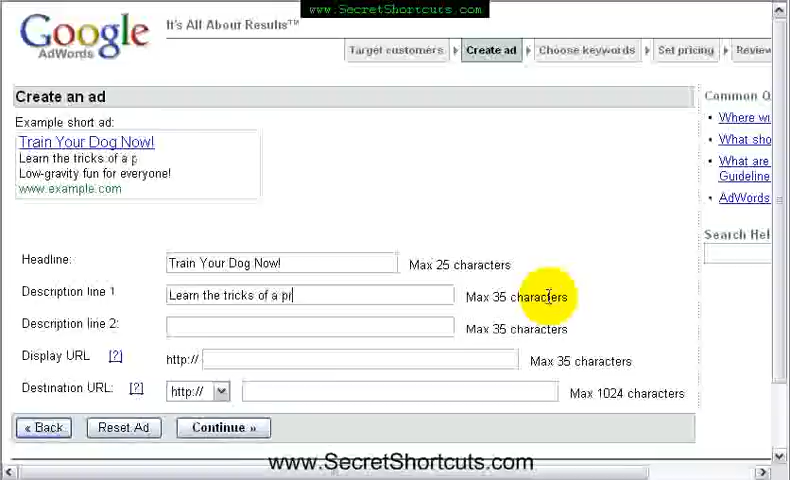 www.SecretShortcuts.com
Google
AdWords
It's All About Results™
Target customers
Create ad
Choose keywords
Set pricing
Review
Create an ad
Example short ad:
Train Your Dog Now!
Learn the tricks of a p
Low-gravity fun for everyone!
www.example.com
Common Q
Where wi
What sho
What are
Guideline
AdWords
Search Hel
Headline:
Train Your Dog Now!
Max 25 characters
Description line 1
Learn the tricks of a pr
Max 35 characters
Description line 2:
Max 35 characters
Display URL [?]
http://
Max 35 characters
Destination URL: [?]
http://
Max 1024 characters
« Back
Reset Ad
Continue »
www.SecretShortcuts.com